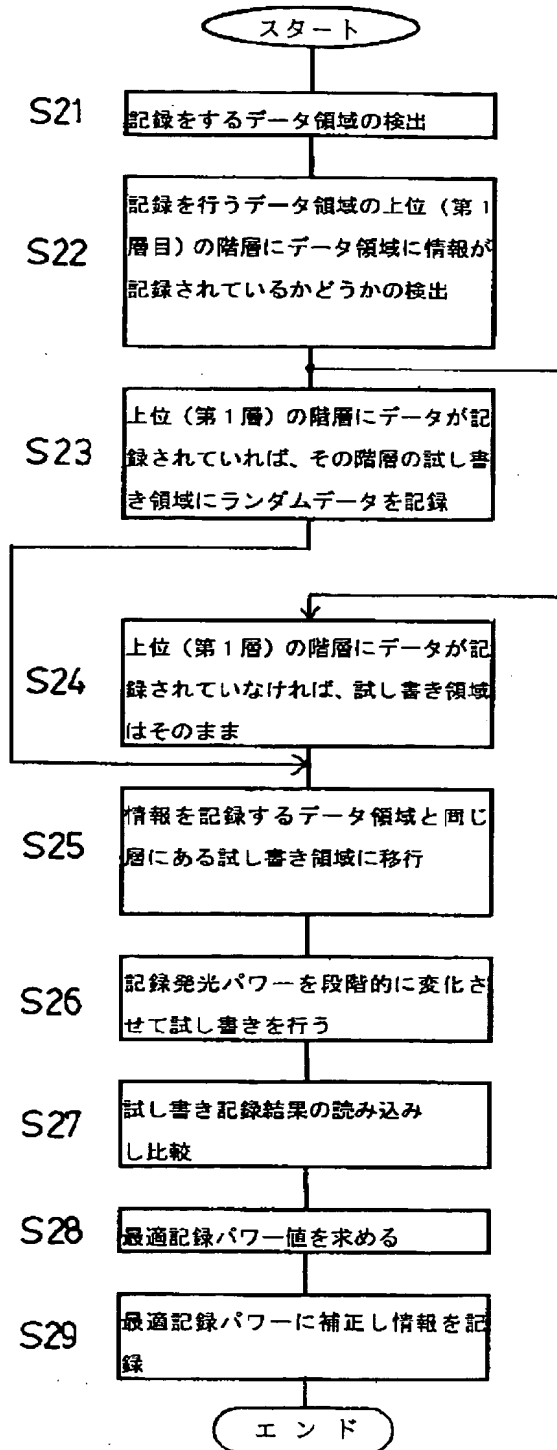 スタート
S21
記録をするデータ領域の検出
S22
記録を行うデータ領域の上位（第1
層目）の階層にデータ領域に情報が
記録されているかどうかの検出
S23
上位（第1層）の階層にデータが記
録されていれば、その階層の試し書
き領域にランダムデータを記録
S24
上位（第1層）の階層にデータが記
録されていなければ、試し書き領域
はそのまま
S25
情報を記録するデータ領域と同じ
層にある試し書き領域に移行
S26
記録発光パワーを段階的に変化さ
せて試し書きを行う
S27
試し書き記録結果の読み込み
し比較
S28
最適記録パワー値を求める
S29
最適記録パワーに補正し情報を記
録
エンド